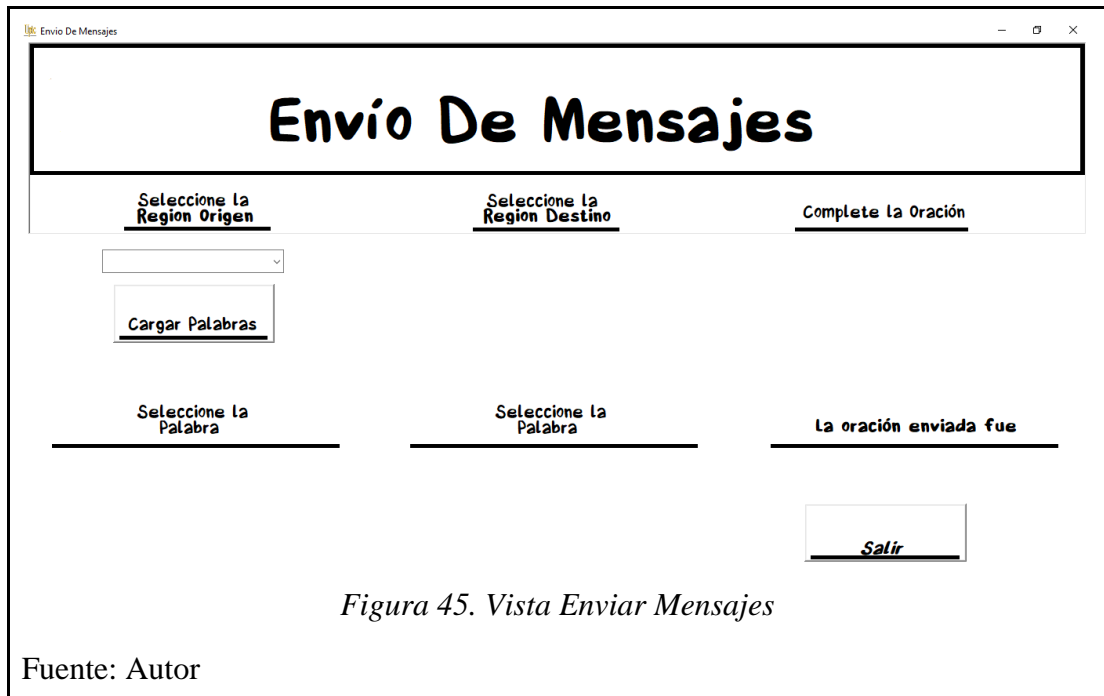 Envio De Mensajes
Envío De Mensajes
Seleccione la
Region Origen
Seleccione la
Region Destino
Complete la Oración
Cargar Palabras
Seleccione la
Palabra
Seleccione la
Palabra
La oración enviada fue
Salir
Figura 45. Vista Enviar Mensajes
Fuente: Autor